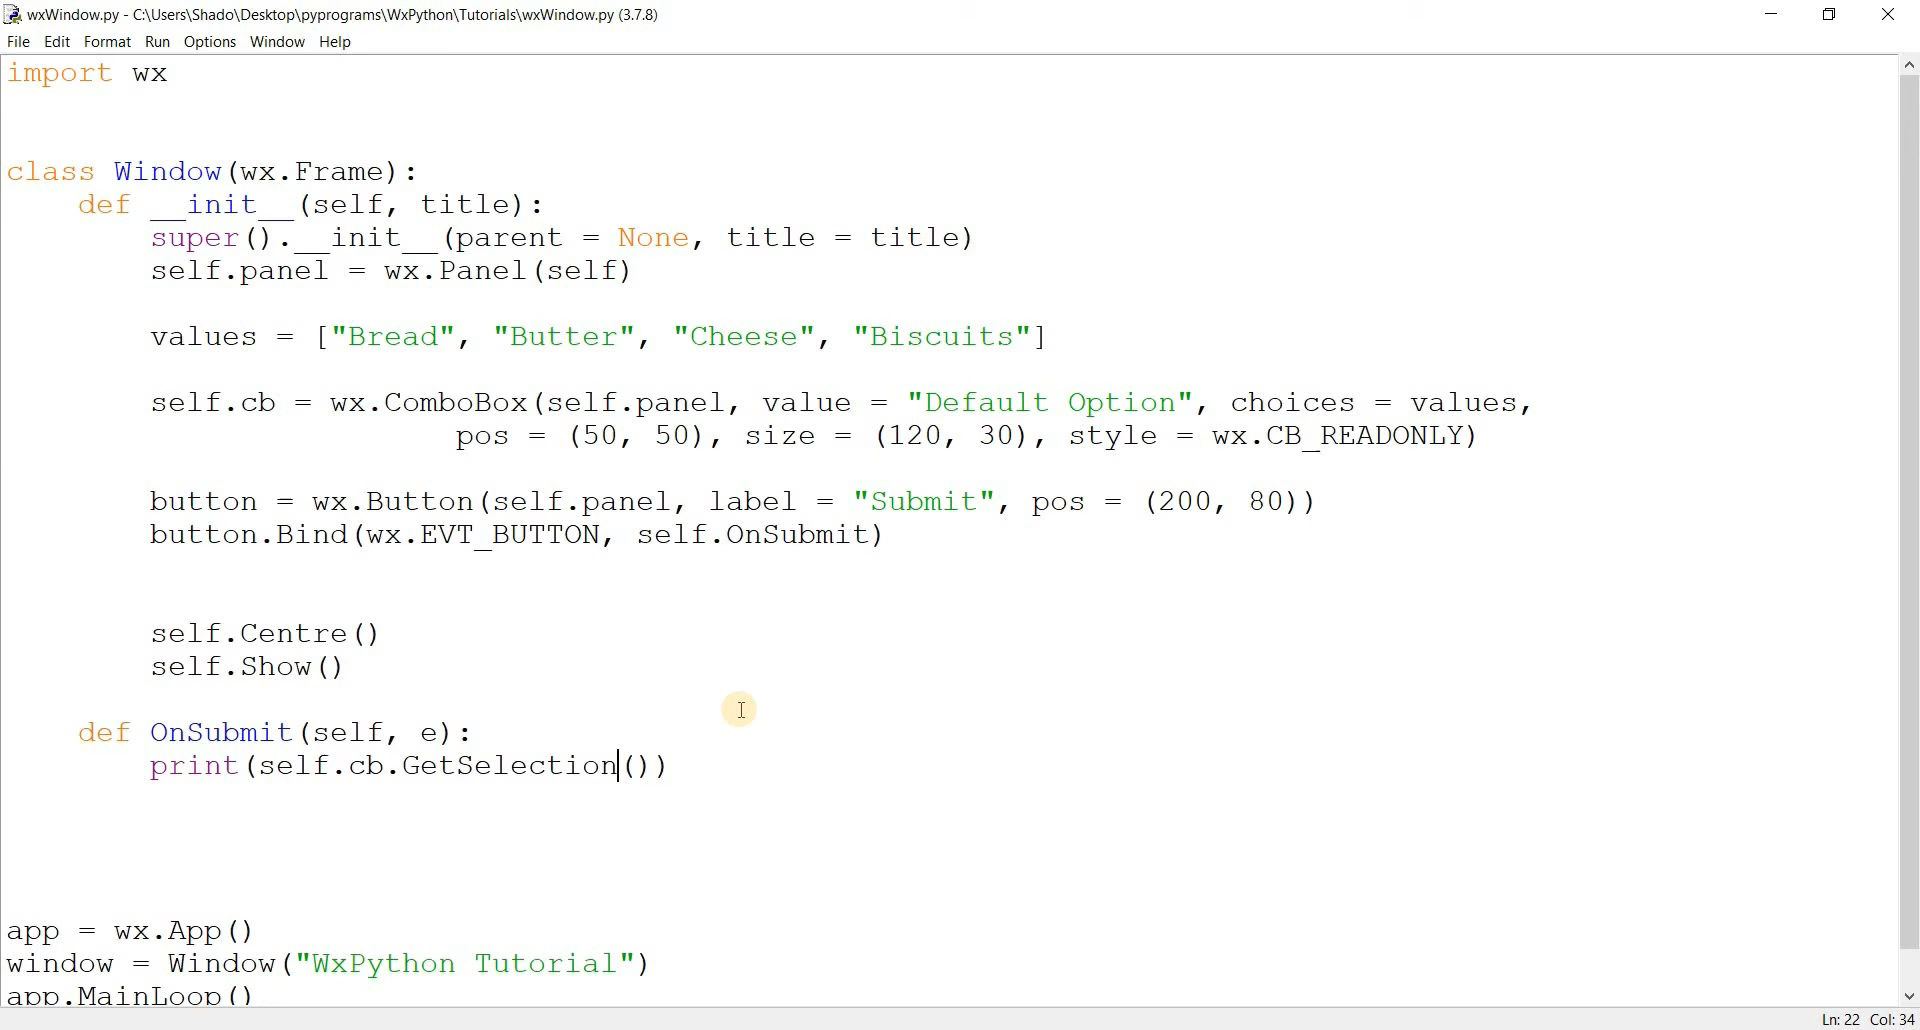 wxWindow.py - C:\Users\Shado\Desktop\pyprograms\WxPython\Tutorials\wxWindow.py (3.7.8)
File Edit Format Run Options Window Help
import wx
class Window(wx.Frame):
    def __init__(self, title):
        super().__init__(parent = None, title = title)
        self.panel = wx.Panel(self)
        values = ["Bread", "Butter", "Cheese", "Biscuits"]
        self.cb = wx.ComboBox(self.panel, value = "Default Option", choices = values,
                         pos = (50, 50), size = (120, 30), style = wx.CB_READONLY)
        button = wx.Button(self.panel, label = "Submit", pos = (200, 80))
        button.Bind(wx.EVT_BUTTON, self.OnSubmit)
        self.Centre()
        self.Show()
    def OnSubmit(self, e):
        print(self.cb.GetSelection())
app = wx.App()
window = Window("WxPython Tutorial")
app.MainLoop()
Ln: 22 Col: 34